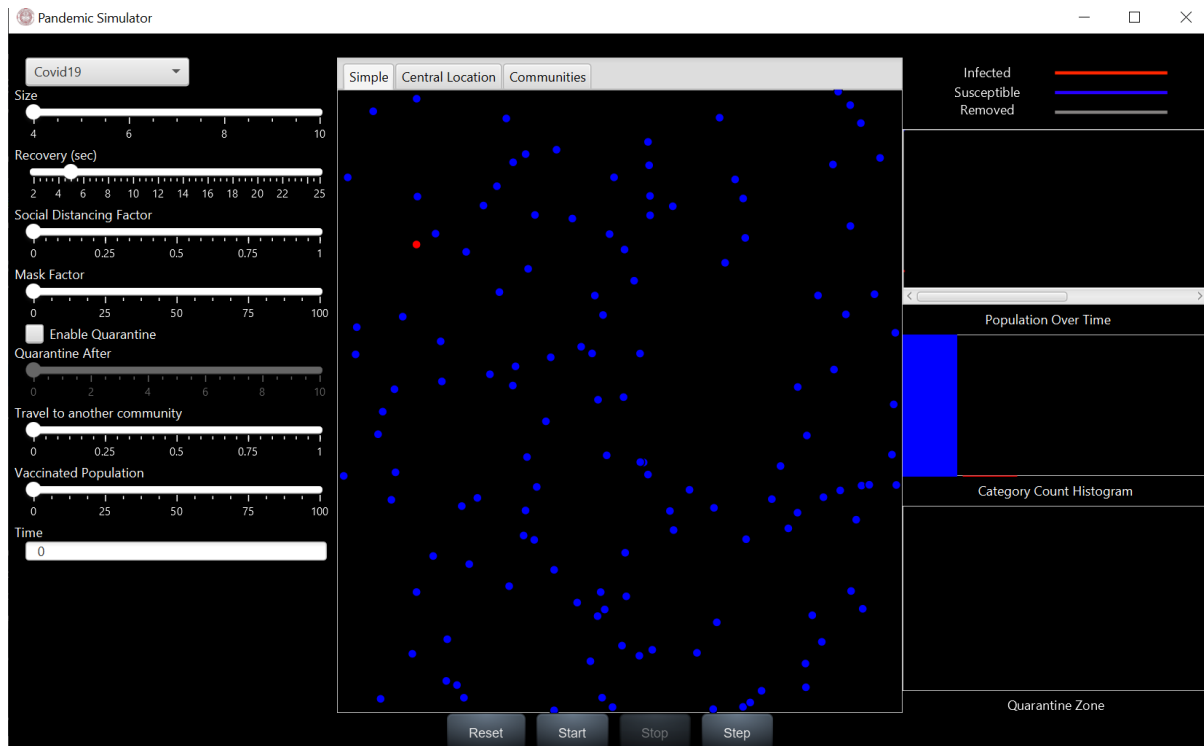 Pandemic Simulator
Covid19
Size
4 6 8 10
Recovery (sec)
2 4 6 8 10 12 14 16 18 20 22 25
Social Distancing Factor
0 0.25 0.5 0.75 1
Mask Factor
0 25 50 75 100
Enable Quarantine
Quarantine After
0 2 4 6 8 10
Travel to another community
0 0.25 0.5 0.75 1
Vaccinated Population
0 25 50 75 100
Time
0
Simple Central Location Communities
Reset Start Stop Step
Infected
Susceptible
Removed
Population Over Time
Category Count Histogram
Quarantine Zone